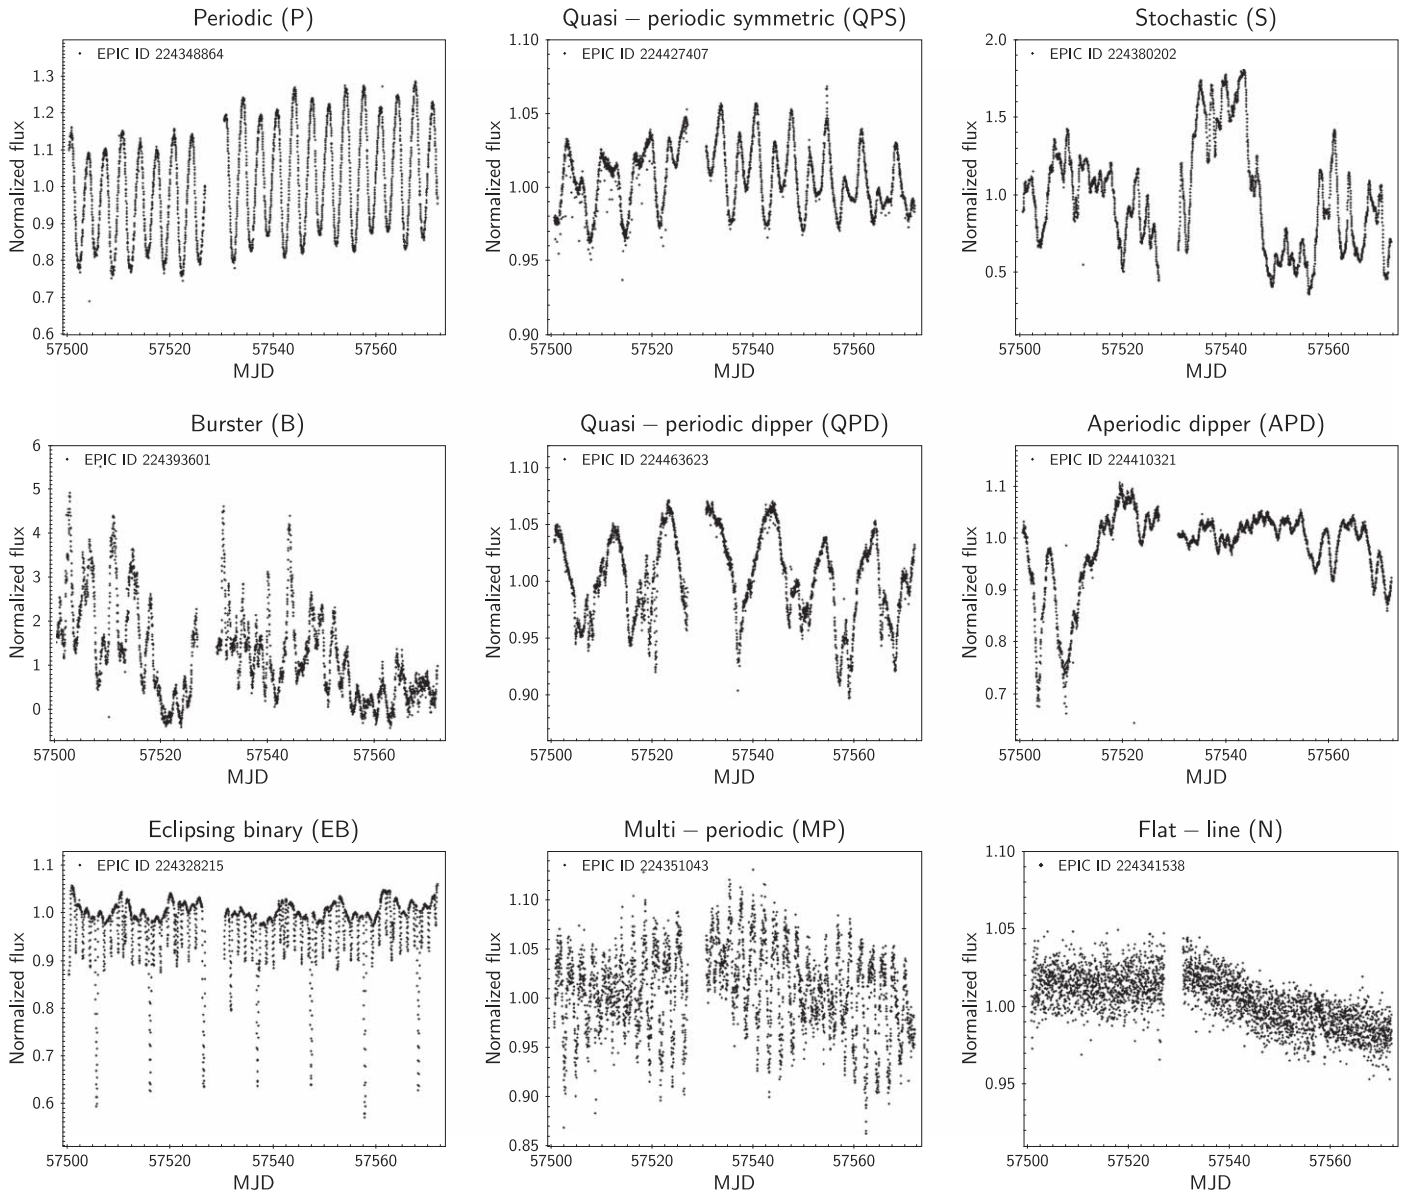 Periodic (P)
EPIC ID 224348864
Normalized flux
1.3
1.2
1.1
1.0
0.9
0.8
0.7
0.6
57500 57520 57540 57560
MJD
Quasi – periodic symmetric (QPS)
EPIC ID 224427407
Normalized flux
1.10
1.05
1.00
0.95
0.90
57500 57520 57540 57560
MJD
Stochastic (S)
EPIC ID 224380202
Normalized flux
2.0
1.5
1.0
0.5
57500 57520 57540 57560
MJD
Burster (B)
EPIC ID 224393601
Normalized flux
6
5
4
3
2
1
0
57500 57520 57540 57560
MJD
Quasi – periodic dipper (QPD)
EPIC ID 224463623
Normalized flux
1.10
1.05
1.00
0.95
0.90
57500 57520 57540 57560
MJD
Aperiodic dipper (APD)
EPIC ID 224410321
Normalized flux
1.1
1.0
0.9
0.8
0.7
57500 57520 57540 57560
MJD
Eclipsing binary (EB)
EPIC ID 224328215
Normalized flux
1.1
1.0
0.9
0.8
0.7
0.6
57500 57520 57540 57560
MJD
Multi – periodic (MP)
EPIC ID 224351043
Normalized flux
1.10
1.05
1.00
0.95
0.90
0.85
57500 57520 57540 57560
MJD
Flat – line (N)
EPIC ID 224341538
Normalized flux
1.10
1.05
1.00
0.95
57500 57520 57540 57560
MJD